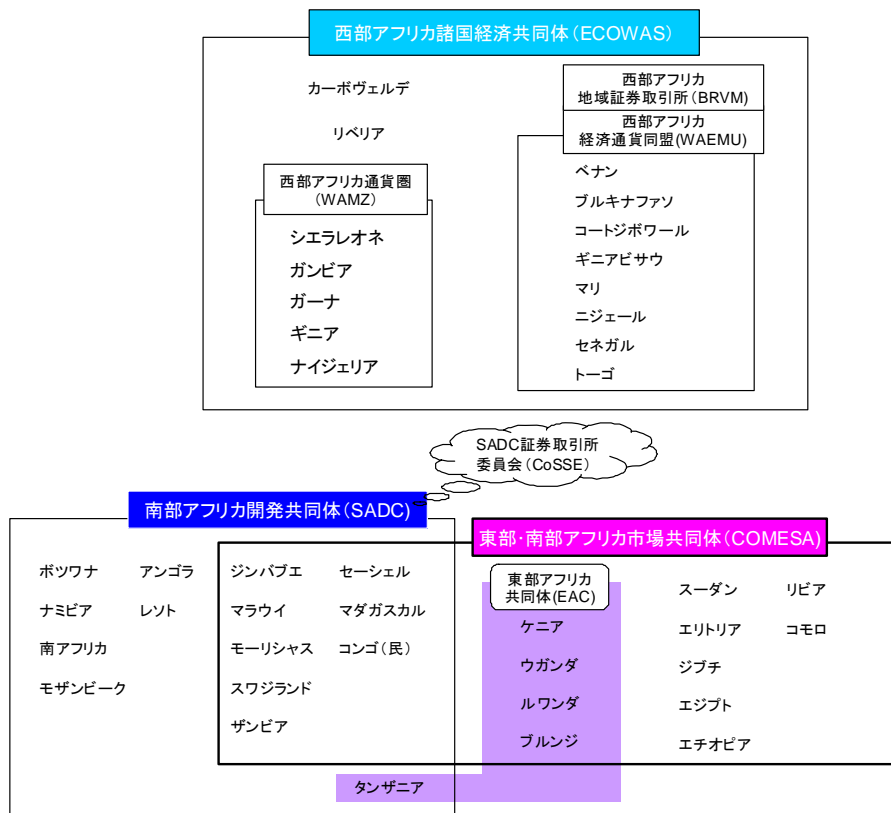 西部アフリカ諸国経済共同体(ECOWAS)
カーボヴェルデ
リベリア
西部アフリカ
地域証券取引所(BRVM)
西部アフリカ
経済通貨同盟(WAEMU)
西部アフリカ通貨圏
(WAMZ)
シエラレオネ
ガンビア
ガーナ
ギニア
ナイジェリア
ベナン
ブルキナファソ
コートジボワール
ギニアビサウ
マリ
ニジェール
セネガル
トーゴ
SADC証券取引所
委員会(CoSSE)
南部アフリカ開発共同体(SADC)
東部・南部アフリカ市場共同体(COMESA)
ボツワナ
ナミビア
南アフリカ
モザンビーク
アンゴラ
レソト
ジンバブエ
マラウイ
モーリシャス
スワジランド
ザンビア
セーシェル
マダガスカル
コンゴ(民)
東部アフリカ
共同体(EAC)
ケニア
ウガンダ
ルワンダ
ブルンジ
タンザニア
スーダン
エリトリア
ジブチ
エジプト
エチオピア
リビア
コモロ